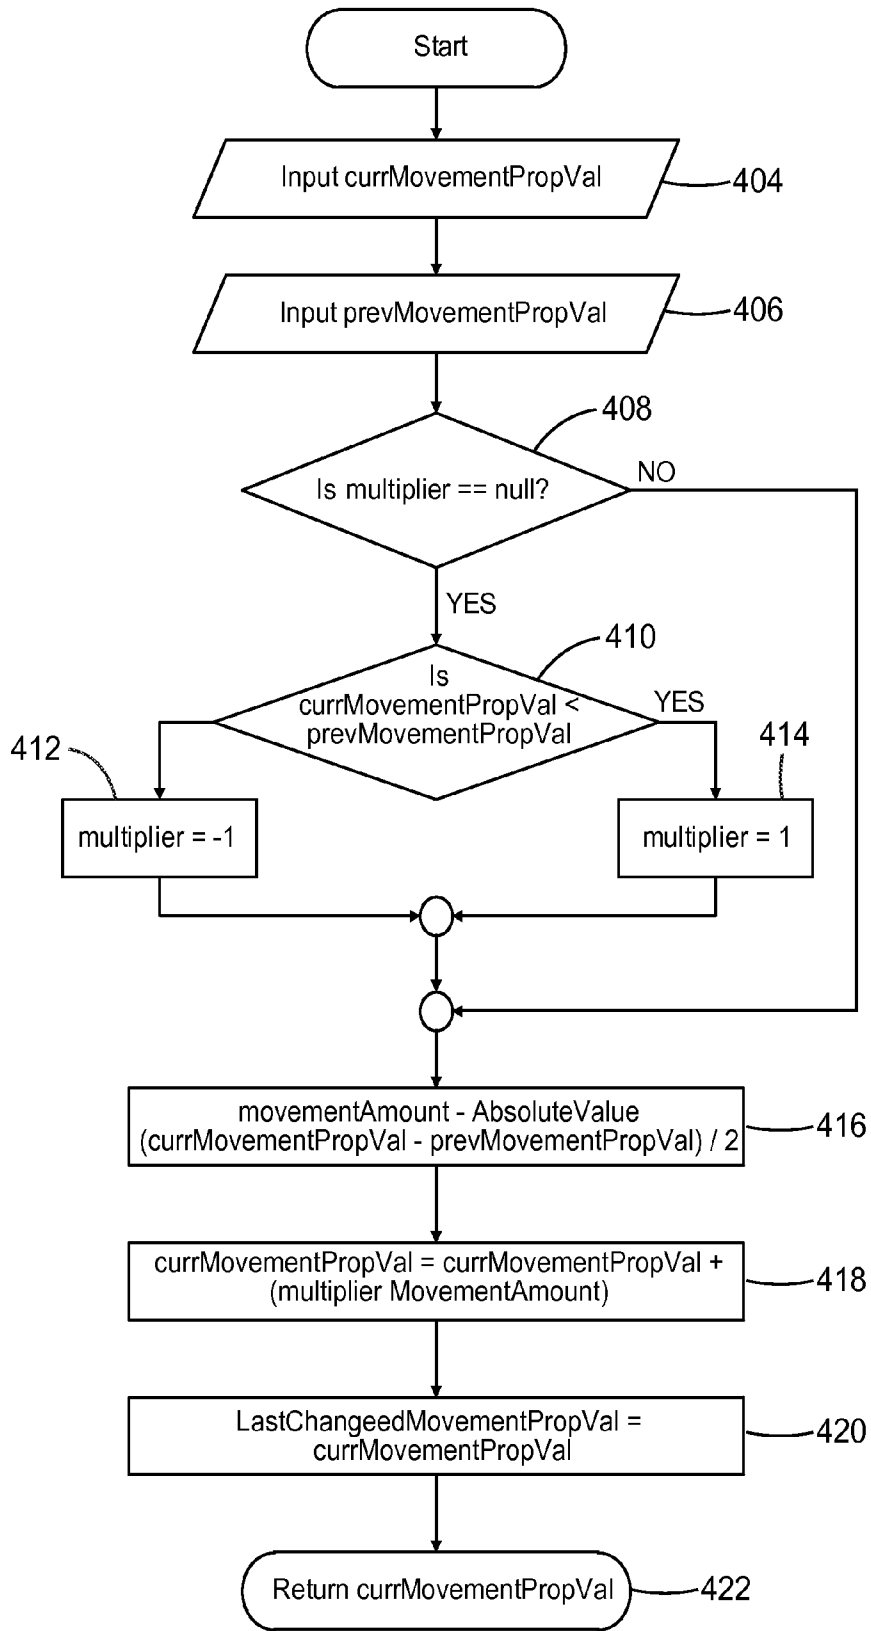 Start
Input currMovementPropVal
404
Input prevMovementPropVal
406
408
Is multiplier == null?
NO
YES
410
Is
currMovementPropVal <
prevMovementPropVal
YES
412
414
multiplier = -1
multiplier = 1
movementAmount - AbsoluteValue
(currMovementPropVal - prevMovementPropVal) / 2
416
currMovementPropVal = currMovementPropVal +
(multiplier MovementAmount)
418
LastChangeedMovementPropVal =
currMovementPropVal
420
Return currMovementPropVal
422